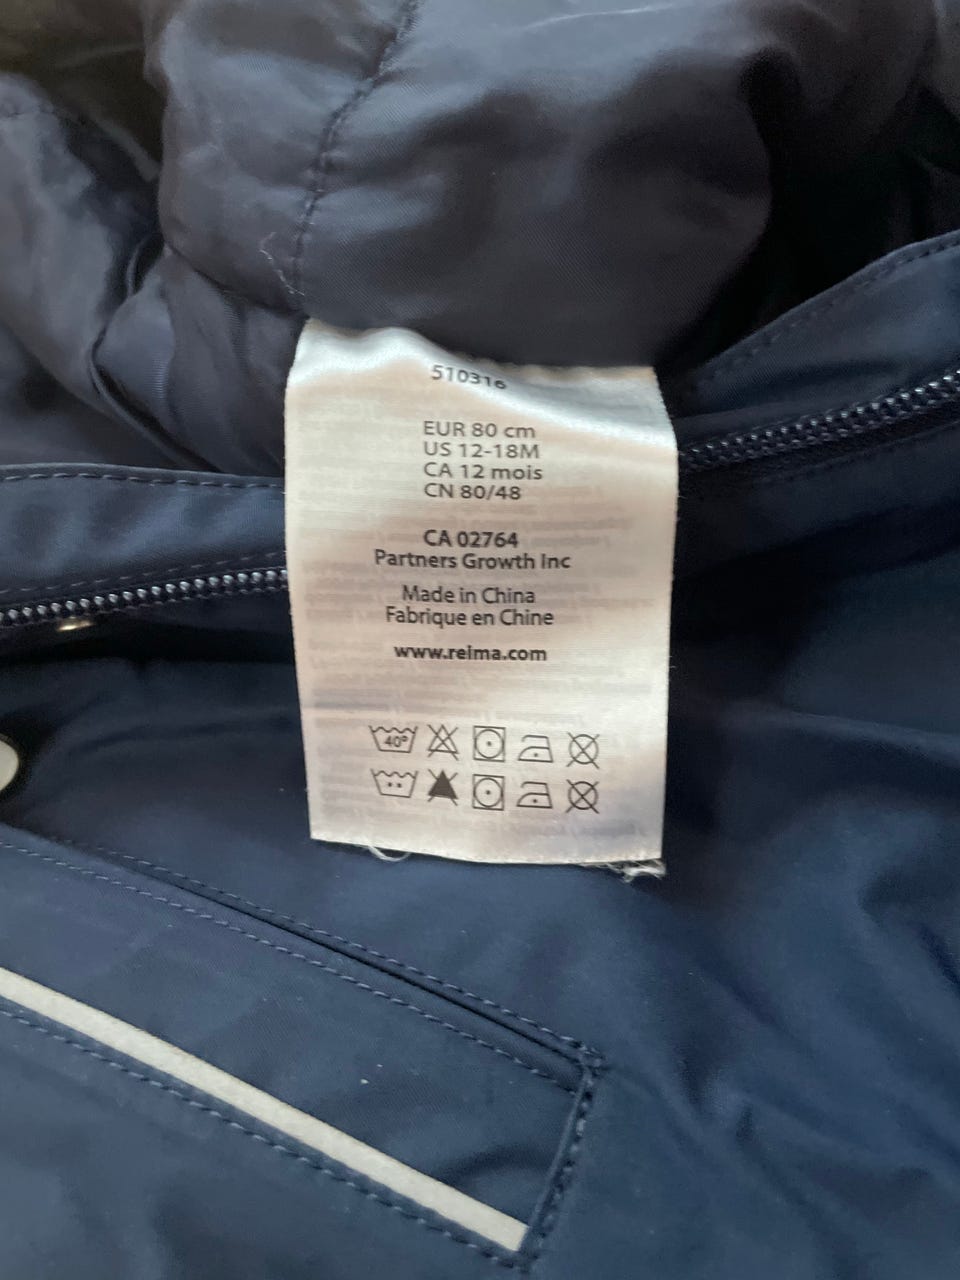 510316
EUR 80 cm
US 12-18M
CA 12 mois
CN 80/48
CA 02764
Partners Growth Inc
Made in China
Fabrique en Chine
www.reima.com
40°